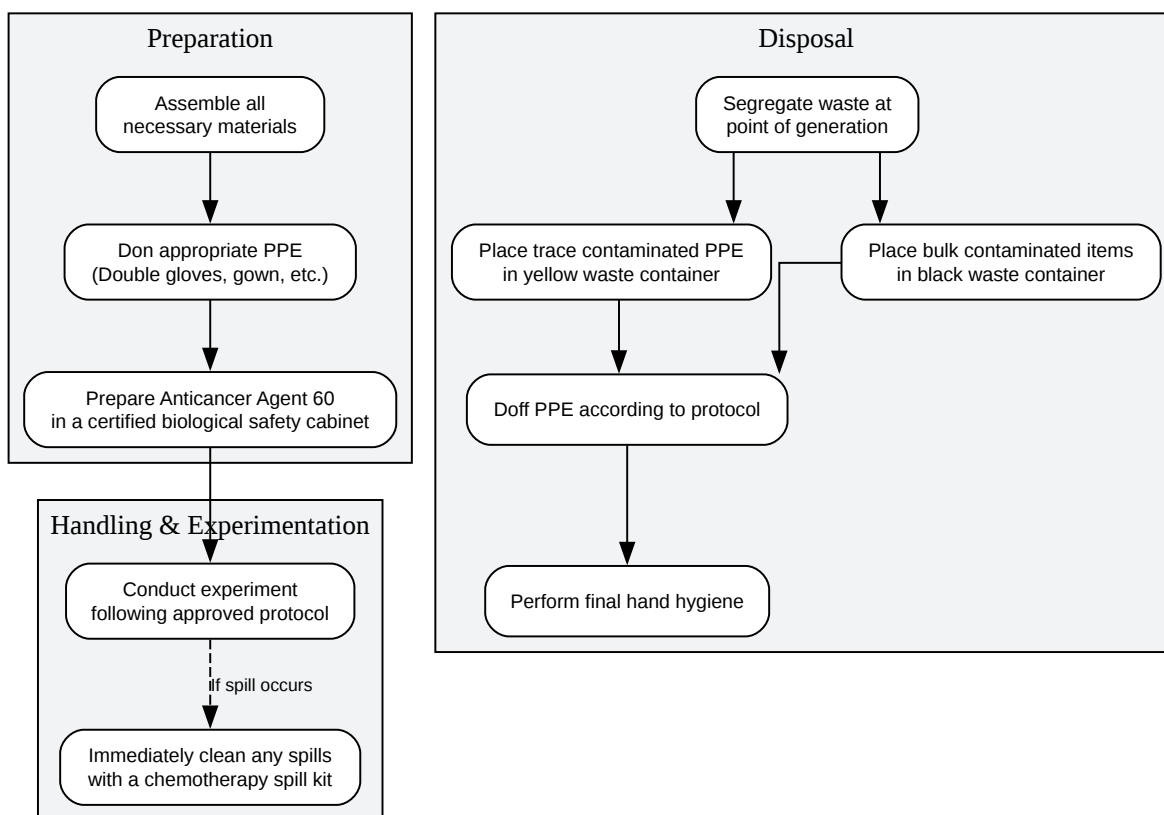 Preparation
Assemble all
necessary materials
Don appropriate PPE
(Double gloves, gown, etc.)
Prepare Anticancer Agent 60
in a certified biological safety cabinet
Handling & Experimentation
Conduct experiment
following approved protocol
If spill occurs
Immediately clean any spills
with a chemotherapy spill kit
Disposal
Segregate waste at
point of generation
Place trace contaminated PPE
in yellow waste container
Place bulk contaminated items
in black waste container
Doff PPE according to protocol
Perform final hand hygiene